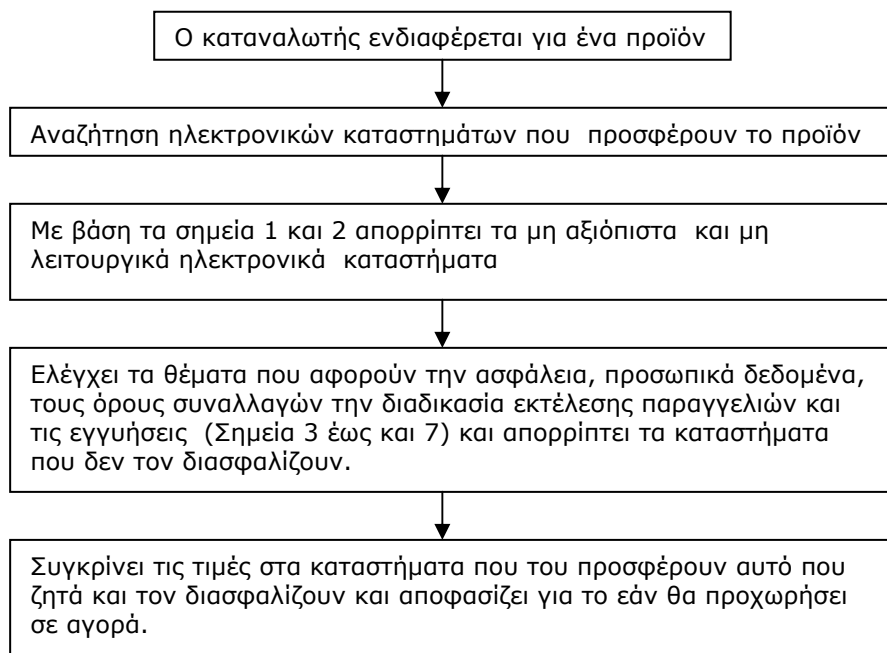 Ο καταναλωτής ενδιαφέρεται για ένα προϊόν
Αναζήτηση ηλεκτρονικών καταστημάτων που προσφέρουν το προϊόν
Με βάση τα σημεία 1 και 2 απορρίπτει τα μη αξιόπιστα και μη
λειτουργικά ηλεκτρονικά καταστήματα
Ελέγχει τα θέματα που αφορούν την ασφάλεια, προσωπικά δεδομένα,
τους όρους συναλλαγών την διαδικασία εκτέλεσης παραγγελιών και
τις εγγυήσεις (Σημεία 3 έως και 7) και απορρίπτει τα καταστήματα
που δεν τον διασφαλίζουν.
Συγκρίνει τις τιμές στα καταστήματα που του προσφέρουν αυτό που
ζητά και τον διασφαλίζουν και αποφασίζει για το εάν θα προχωρήσει
σε αγορά.